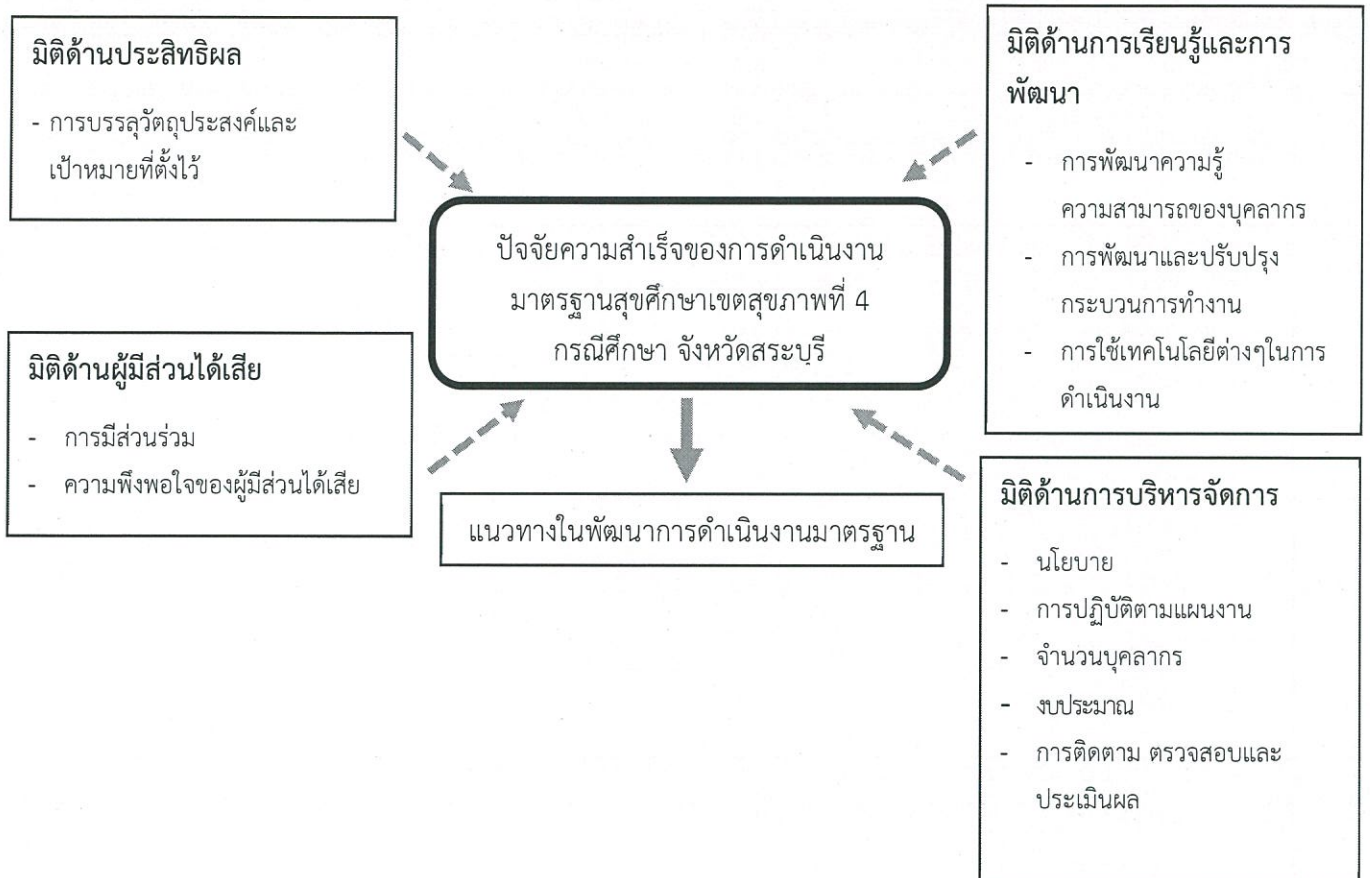 มิติด้านประสิทธิผล
- การบรรลุวัตถุประสงค์และ
เป้าหมายที่ตั้งไว้
มิติด้านการเรียนรู้และการ
พัฒนา
- การพัฒนาความรู้
ความสามารถของบุคลากร
- การพัฒนาและปรับปรุง
กระบวนการทำงาน
- การใช้เทคโนโลยีต่างๆในการ
ดำเนินงาน
ปัจจัยความสำเร็จของการดำเนินงาน
มาตรฐานสุขศึกษาเขตสุขภาพที่ 4
กรณีศึกษา จังหวัดสระบุรี
มิติด้านผู้มีส่วนได้เสีย
- การมีส่วนร่วม
- ความพึงพอใจของผู้มีส่วนได้เสีย
แนวทางในพัฒนาการดำเนินงานมาตรฐาน
มิติด้านการบริหารจัดการ
- นโยบาย
- การปฏิบัติตามแผนงาน
- จำนวนบุคลากร
- งบประมาณ
- การติดตาม ตรวจสอบและ
ประเมินผล